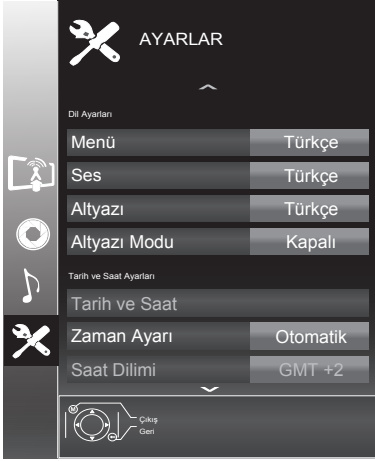 AYARLAR
Dil Ayarları
Menü Türkçe
Ses Türkçe
Altyazı Türkçe
Altyazı Modu Kapalı
Tarih ve Saat Ayarları
Tarih ve Saat
Zaman Ayarı Otomatik
Saat Dilimi GMT +2
M
Çıkış
Geri